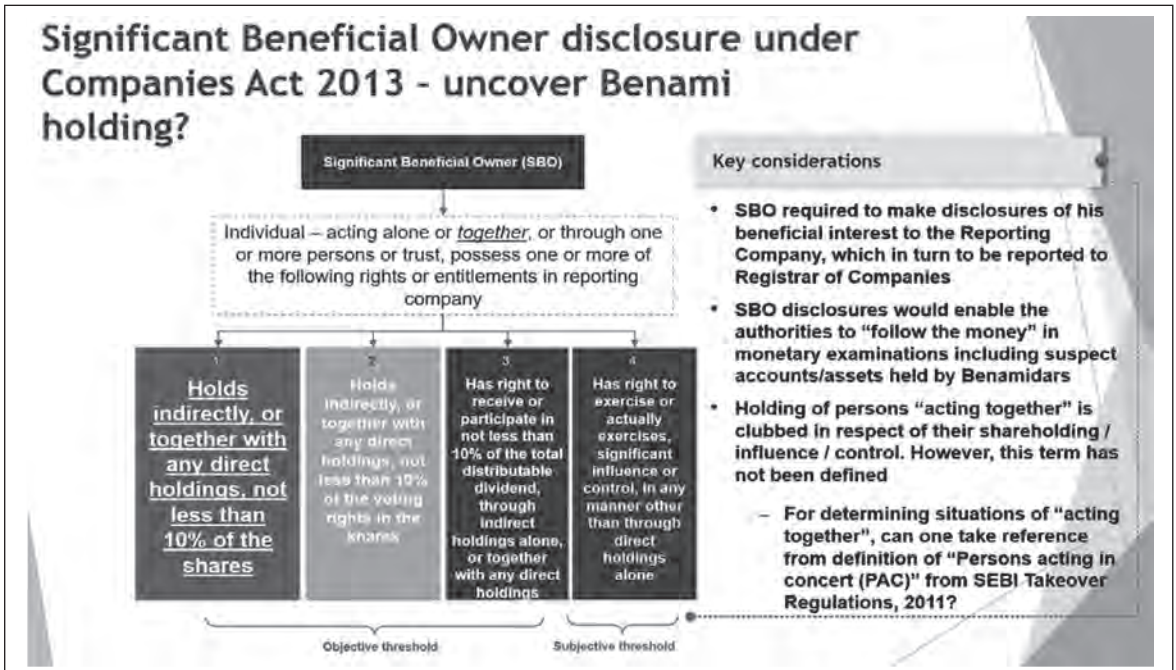 Significant Beneficial Owner disclosure under
Companies Act 2013 - uncover Benami
holding?
Significant Beneficial Owner (SBO)
Individual – acting alone or together, or through one
or more persons or trust, possess one or more of
the following rights or entitlements in reporting
company
1
Holds
indirectly, or
together with
any direct
holdings, not
less than
10% of the
shares
2
Holds
indirectly, or
together with
any direct
holdings, not
less than 10%
of the voting
rights in the
shares
3
Has right to
receive or
participate in
not less than
10% of the total
distributable
dividend,
through
indirect
holdings alone,
or together
with any direct
holdings
4
Has right to
exercise or
actually
exercises,
significant
influence or
control, in any
manner other
than through
direct
holdings
alone
Objective threshold
Subjective threshold
Key considerations
• SBO required to make disclosures of his
beneficial interest to the Reporting
Company, which in turn to be reported to
Registrar of Companies
• SBO disclosures would enable the
authorities to “follow the money” in
monetary examinations including suspect
accounts/assets held by Benamidars
• Holding of persons “acting together” is
clubbed in respect of their shareholding /
influence / control. However, this term has
not been defined
– For determining situations of “acting
together”, can one take reference
from definition of “Persons acting in
concert (PAC)” from SEBI Takeover
Regulations, 2011?